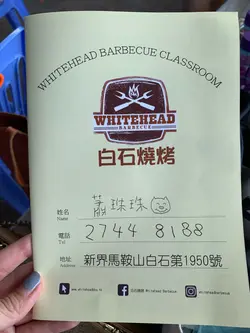 WHITEHEAD BARBECUE CLASSROOM
WHITEHEAD
BARBECUE
白石燒烤
姓名 蕭珠珠
Name
電話 2744 8188
Tel
地址 新界馬鞍山白石第1950號
Address